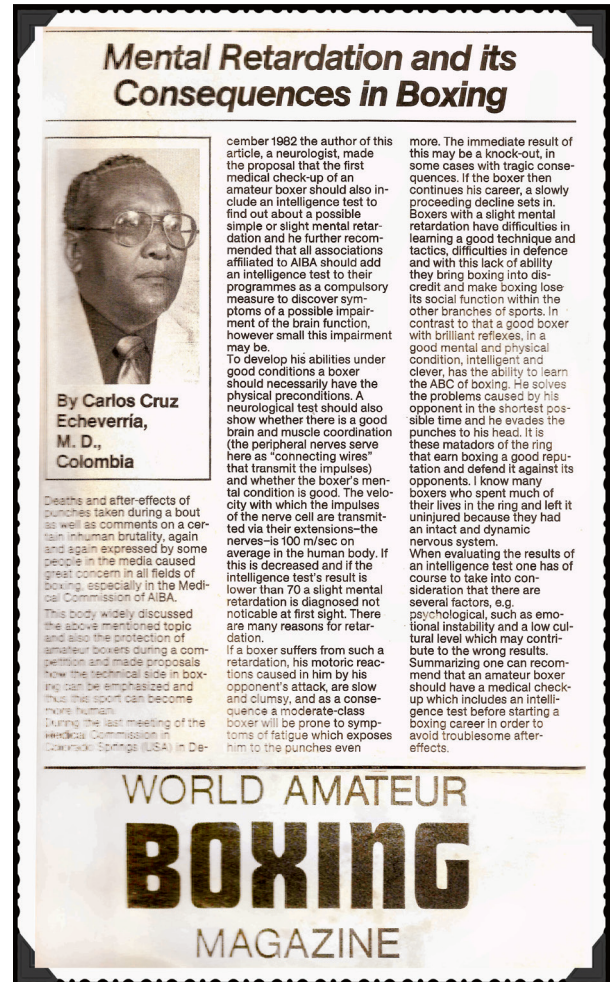 Mental Retardation and its
Consequences in Boxing
By Carlos Cruz
Echeverría,
M. D.,
Colombia
Deaths and after-effects of
punches taken during a bout
as well as comments on a cer-
tain inhuman brutality, again
and again expressed by some
people in the media caused
great concern in all fields of
boxing, especially in the Medi-
cal Commission of AIBA.
This body widely discussed
the above mentioned topic
and also the protection of
amateur boxers during a com-
petition and made proposals
how the technical side in box-
ing can be emphasized and
thus this sport can become
more human.
During the last meeting of the
Medical Commission in
Colorado Springs (USA) in De-
cember 1982 the author of this
article, a neurologist, made
the proposal that the first
medical check-up of an
amateur boxer should also in-
clude an intelligence test to
find out about a possible
simple or slight mental retar-
dation and he further recom-
mended that all associations
affiliated to AIBA should add
an intelligence test to their
programmes as a compulsory
measure to discover sym-
ptoms of a possible impair-
ment of the brain function,
however small this impairment
may be.
To develop his abilities under
good conditions a boxer
should necessarily have the
physical preconditions. A
neurological test should also
show whether there is a good
brain and muscle coordination
(the peripheral nerves serve
here as "connecting wires"
that transmit the impulses)
and whether the boxer's men-
tal condition is good. The velo-
city with which the impulses
of the nerve cell are transmit-
ted via their extensions–the
nerves–is 100 m/sec on
average in the human body. If
this is decreased and if the
intelligence test's result is
lower than 70 a slight mental
retardation is diagnosed not
noticable at first sight. There
are many reasons for retar-
dation.
If a boxer suffers from such a
retardation, his motoric reac-
tions caused in him by his
opponent's attack, are slow
and clumsy, and as a conse-
quence a moderate-class
boxer will be prone to symp-
toms of fatigue which exposes
him to the punches even
more. The immediate result of
this may be a knock-out, in
some cases with tragic conse-
quences. If the boxer then
continues his career, a slowly
proceeding decline sets in.
Boxers with a slight mental
retardation have difficulties in
learning a good technique and
tactics, difficulties in defence
and with this lack of ability
they bring boxing into dis-
credit and make boxing lose
its social function within the
other branches of sports. In
contrast to that a good boxer
with brilliant reflexes, in a
good mental and physical
condition, intelligent and
clever, has the ability to learn
the ABC of boxing. He solves
the problems caused by his
opponent in the shortest pos-
sible time and he evades the
punches to his head. It is
these matadors of the ring
that earn boxing a good repu-
tation and defend it against its
opponents. I know many
boxers who spent much of
their lives in the ring and left it
uninjured because they had
an intact and dynamic
nervous system.
When evaluating the results of
an intelligence test one has of
course to take into con-
sideration that there are
several factors, e.g.
psychological, such as emo-
tional instability and a low cul-
tural level which may contri-
bute to the wrong results.
Summarizing one can recom-
mend that an amateur boxer
should have a medical check-
up which includes an intelli-
gence test before starting a
boxing career in order to
avoid troublesome after-
effects.
WORLD AMATEUR
BOXING
MAGAZINE